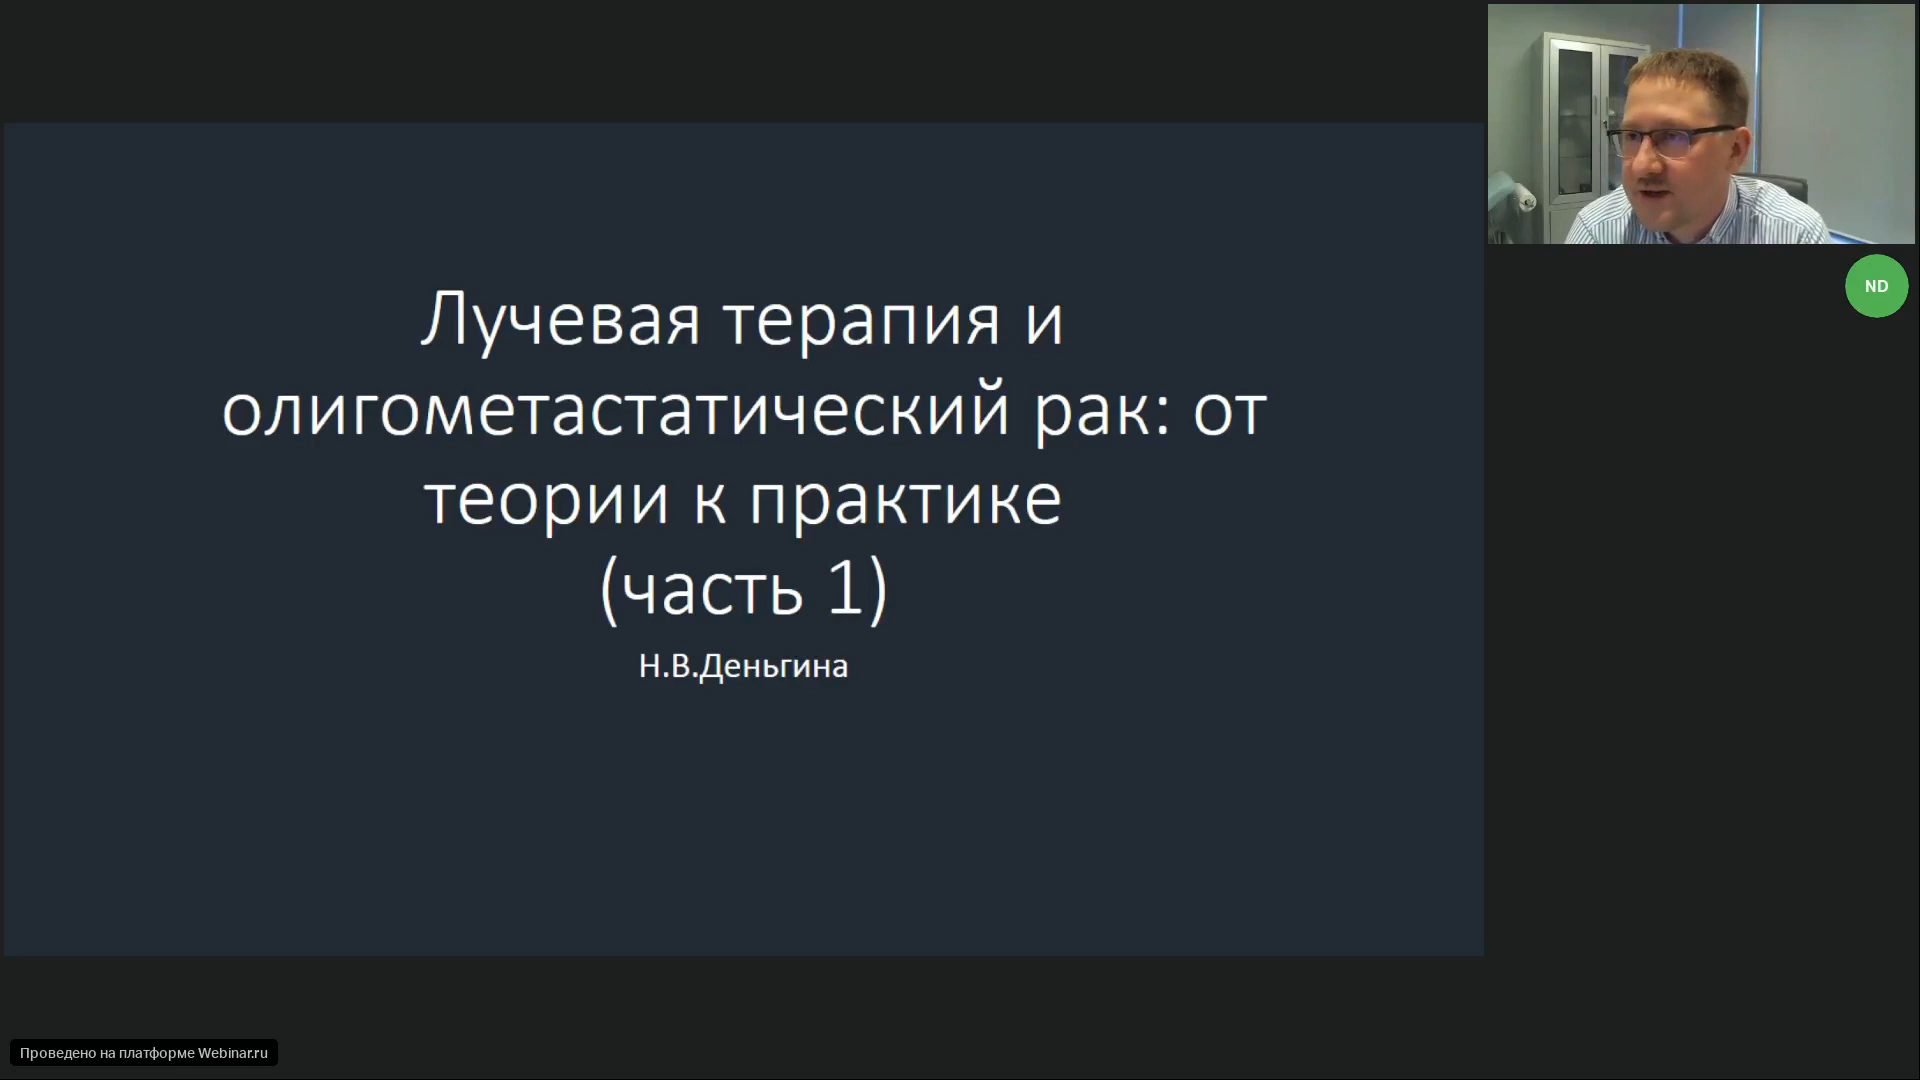 ND
Лучевая терапия и
олигометастатический рак: от
теории к практике
(часть 1)
Н.В.Деньгина
Проведено на платформе Webinar.ru